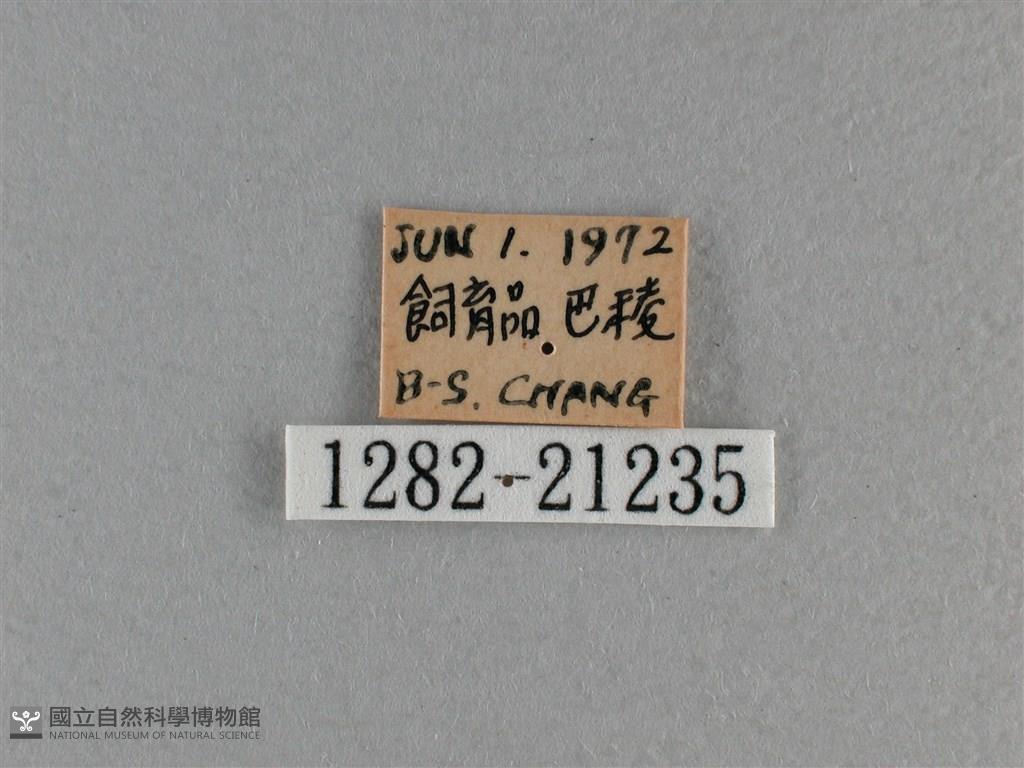 JUN 1. 1972
飼育品 巴稜
B-S. CHANG
1282-21235
國立自然科學博物館
NATIONAL MUSEUM OF NATURAL SCIENCE